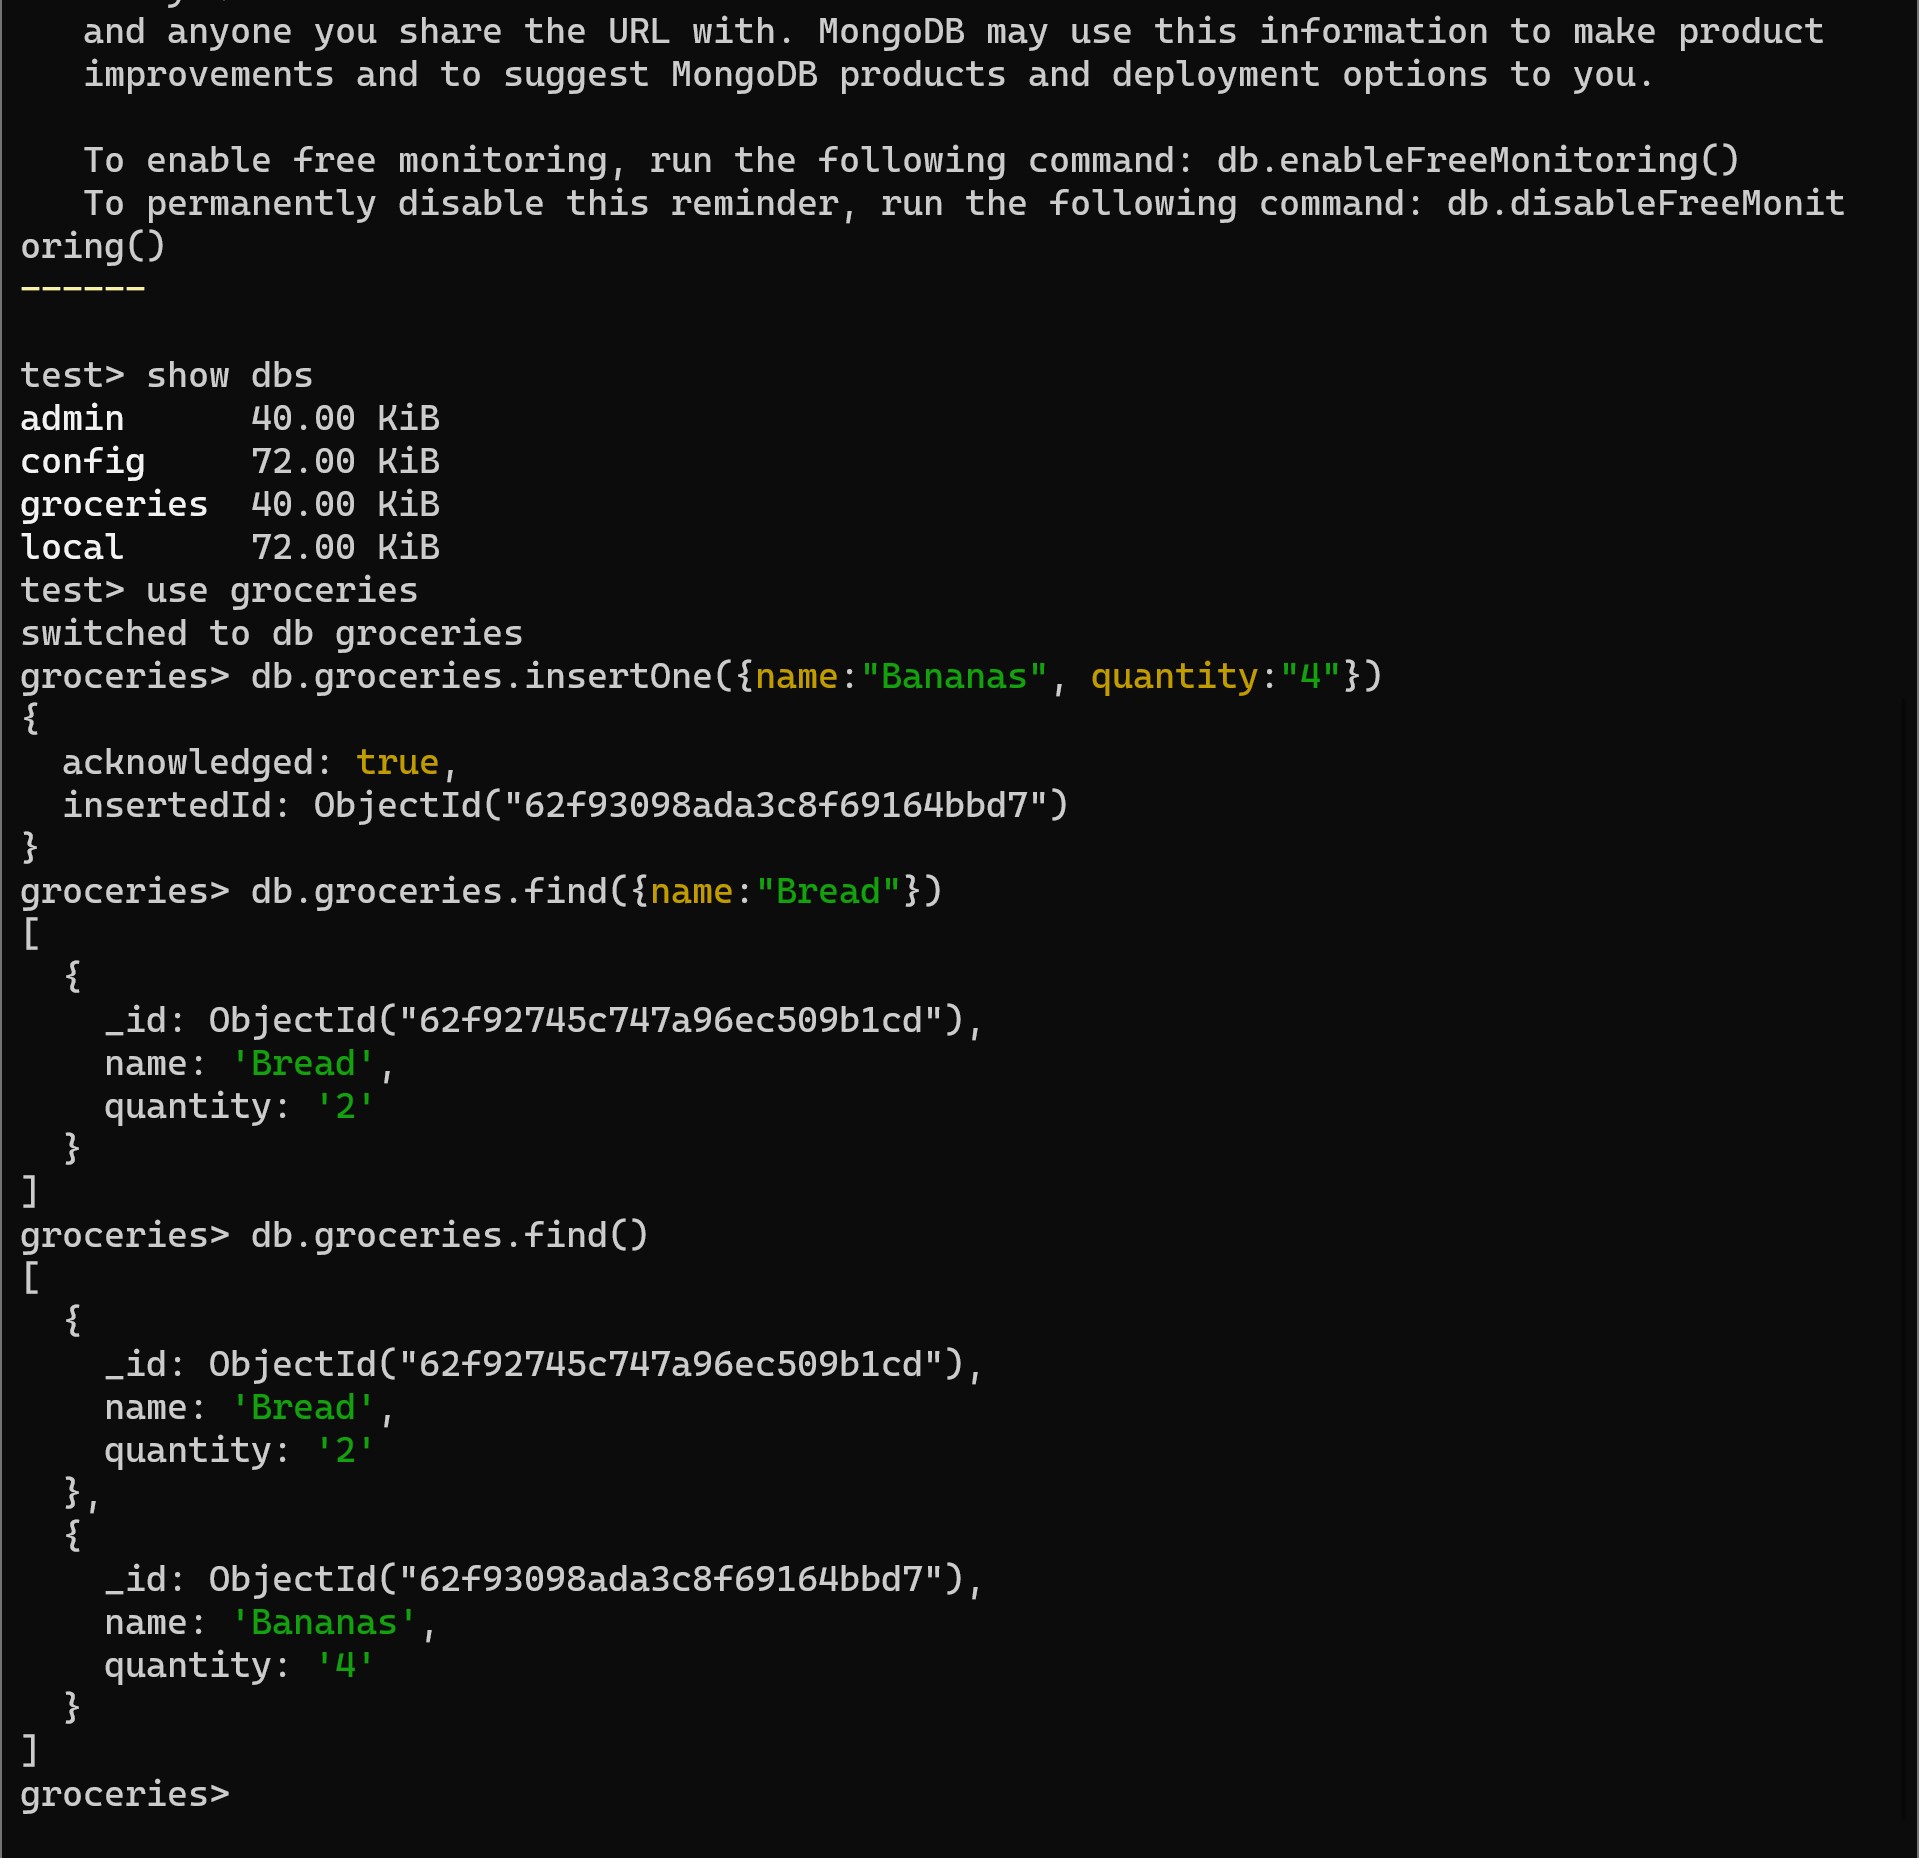 and anyone you share the URL with. MongoDB may use this information to make product
improvements and to suggest MongoDB products and deployment options to you.
To enable free monitoring, run the following command: db.enableFreeMonitoring()
To permanently disable this reminder, run the following command: db.disableFreeMonit
oring()
------
test> show dbs
admin      40.00 KiB
config     72.00 KiB
groceries  40.00 KiB
local      72.00 KiB
test> use groceries
switched to db groceries
groceries> db.groceries.insertOne({name:"Bananas", quantity:"4"})
{
  acknowledged: true,
  insertedId: ObjectId("62f93098ada3c8f69164bbd7")
}
groceries> db.groceries.find({name:"Bread"})
[
  {
    _id: ObjectId("62f92745c747a96ec509b1cd"),
    name: 'Bread',
    quantity: '2'
  }
]
groceries> db.groceries.find()
[
  {
    _id: ObjectId("62f92745c747a96ec509b1cd"),
    name: 'Bread',
    quantity: '2'
  },
  {
    _id: ObjectId("62f93098ada3c8f69164bbd7"),
    name: 'Bananas',
    quantity: '4'
  }
]
groceries>